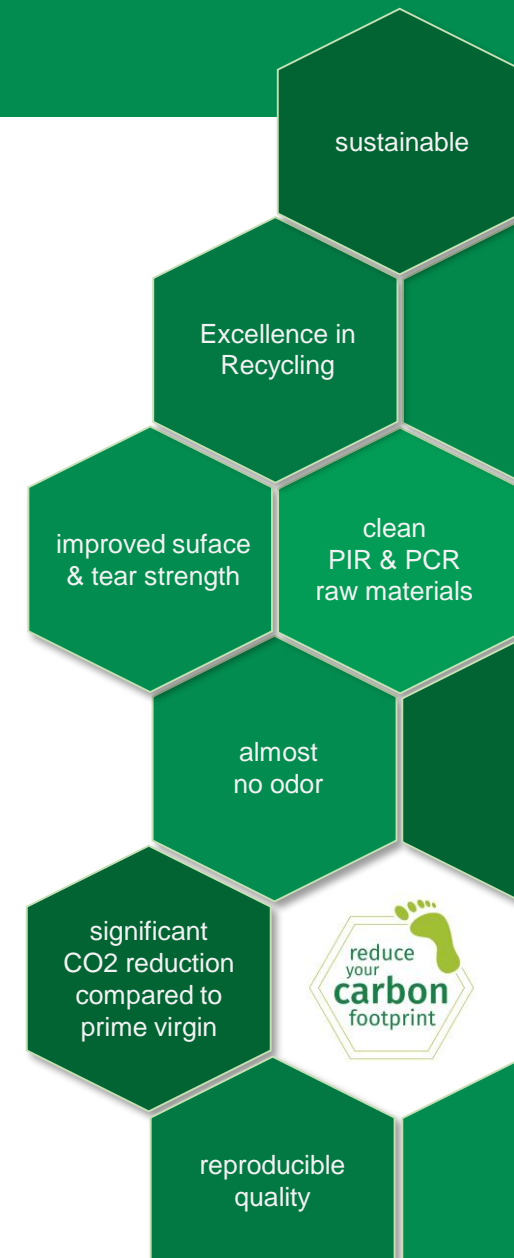 sustainable
Excellence in
Recycling
improved suface
& tear strength
clean
PIR & PCR
raw materials
almost
no odor
significant
CO2 reduction
compared to
prime virgin
reduce
your
carbon
footprint
reproducible
quality